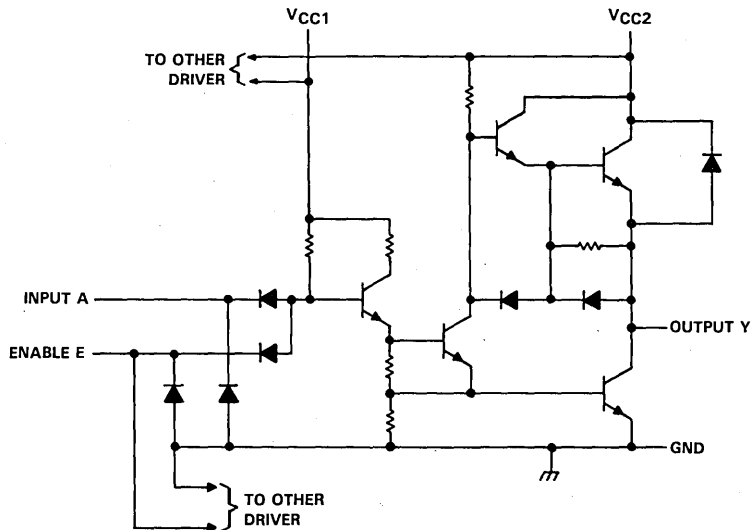 VCC1
VCC2
TO OTHER
DRIVER
INPUT A
ENABLE E
OUTPUT Y
GND
TO OTHER
DRIVER